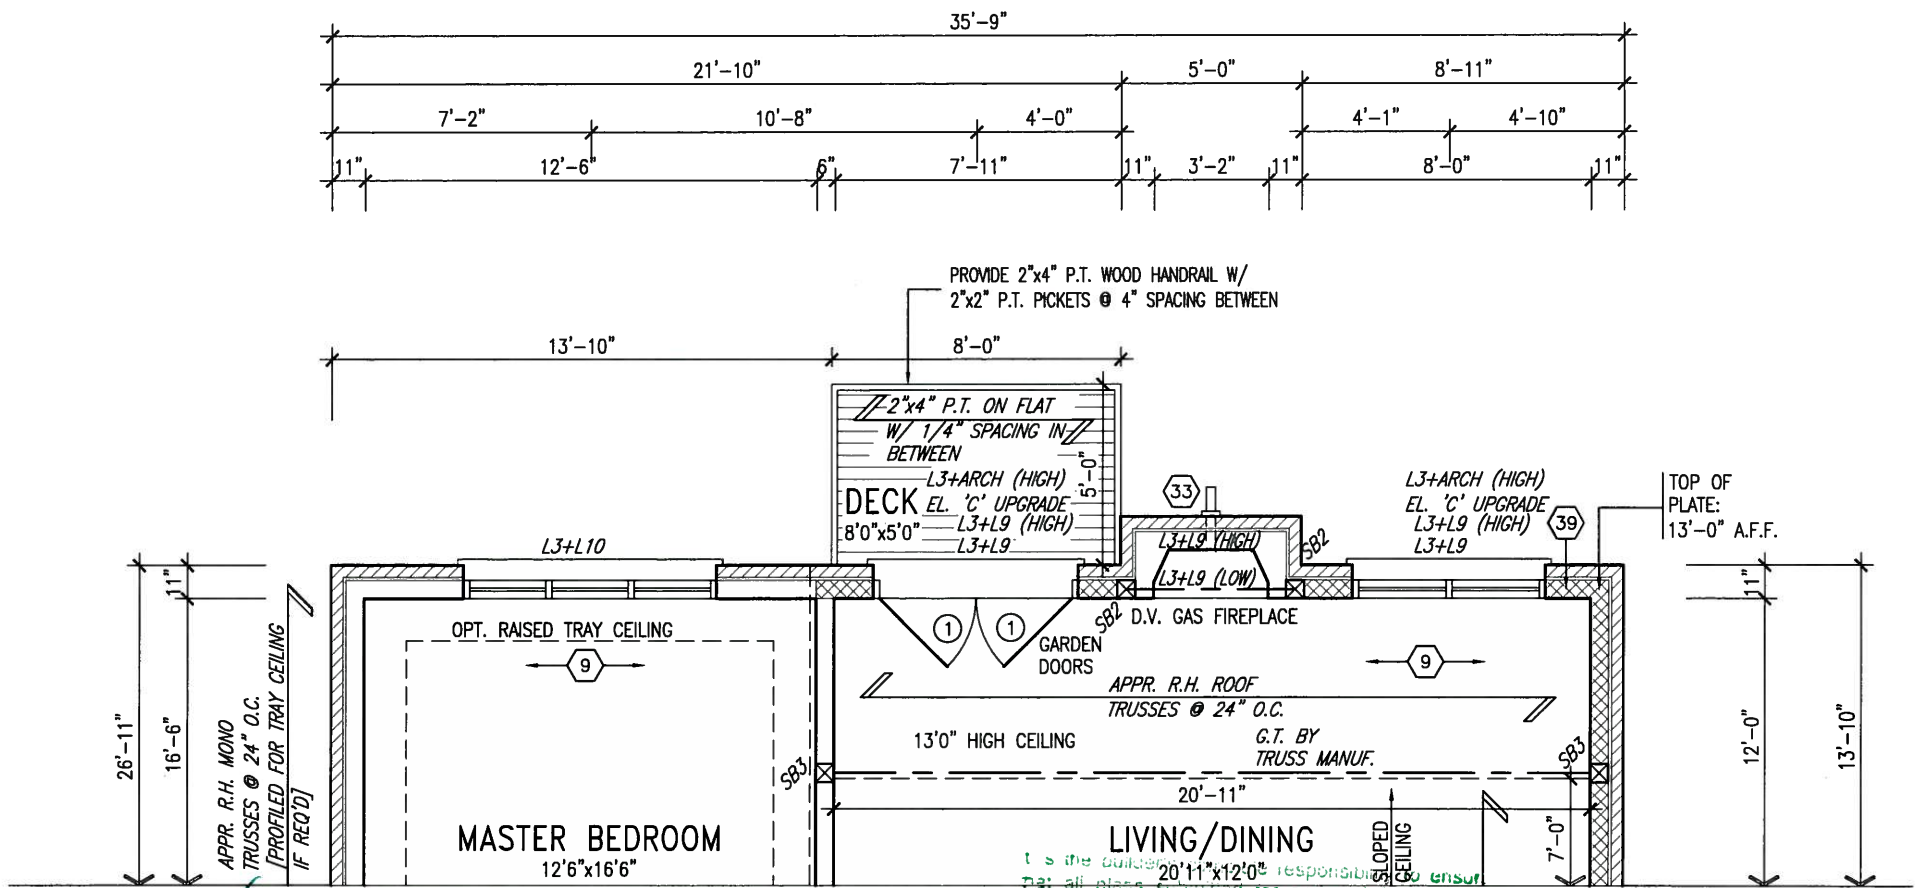 35'-9"
21'-10"
5'-0"
8'-11"
7'-2"
10'-8"
4'-0"
4'-1"
4'-10"
11"
12'-6"
6"
7'-11"
11"
3'-2"
11"
8'-0"
11"
PROVIDE 2"x4" P.T. WOOD HANDRAIL W/
2"x2" P.T. PICKETS @ 4" SPACING BETWEEN
13'-10"
8'-0"
2"x4" P.T. ON FLAT
W/ 1/4" SPACING IN
BETWEEN
5'-0"
L3+ARCH (HIGH)
EL. 'C' UPGRADE
L3+L9 (HIGH)
L3+L9
DECK
8'0"x5'0"
33
L3+ARCH (HIGH)
EL. 'C' UPGRADE
L3+L9 (HIGH)
L3+L9
39
TOP OF
PLATE:
13'-0" A.F.F.
L3+L10
L3+L9 (HIGH)
L3+L9 (LOW)
SB2
SB2
D.V. GAS FIREPLACE
11"
11"
OPT. RAISED TRAY CEILING
9
1
1
GARDEN
DOORS
9
APPR. R.H. ROOF
TRUSSES @ 24" O.C.
13'0" HIGH CEILING
G.T. BY
TRUSS MANUF.
26'-11"
16'-6"
APPR. R.H. MONO
TRUSSES @ 24" O.C.
[PROFILED FOR TRAY CEILING
IF REQ'D]
SB3
SB3
12'-0"
13'-10"
20'-11"
MASTER BEDROOM
12'6"x16'6"
LIVING/DINING
20'11"x12'0"
SLOPED
CEILING
7'-0"
the builder
responsib to ensur
all plans